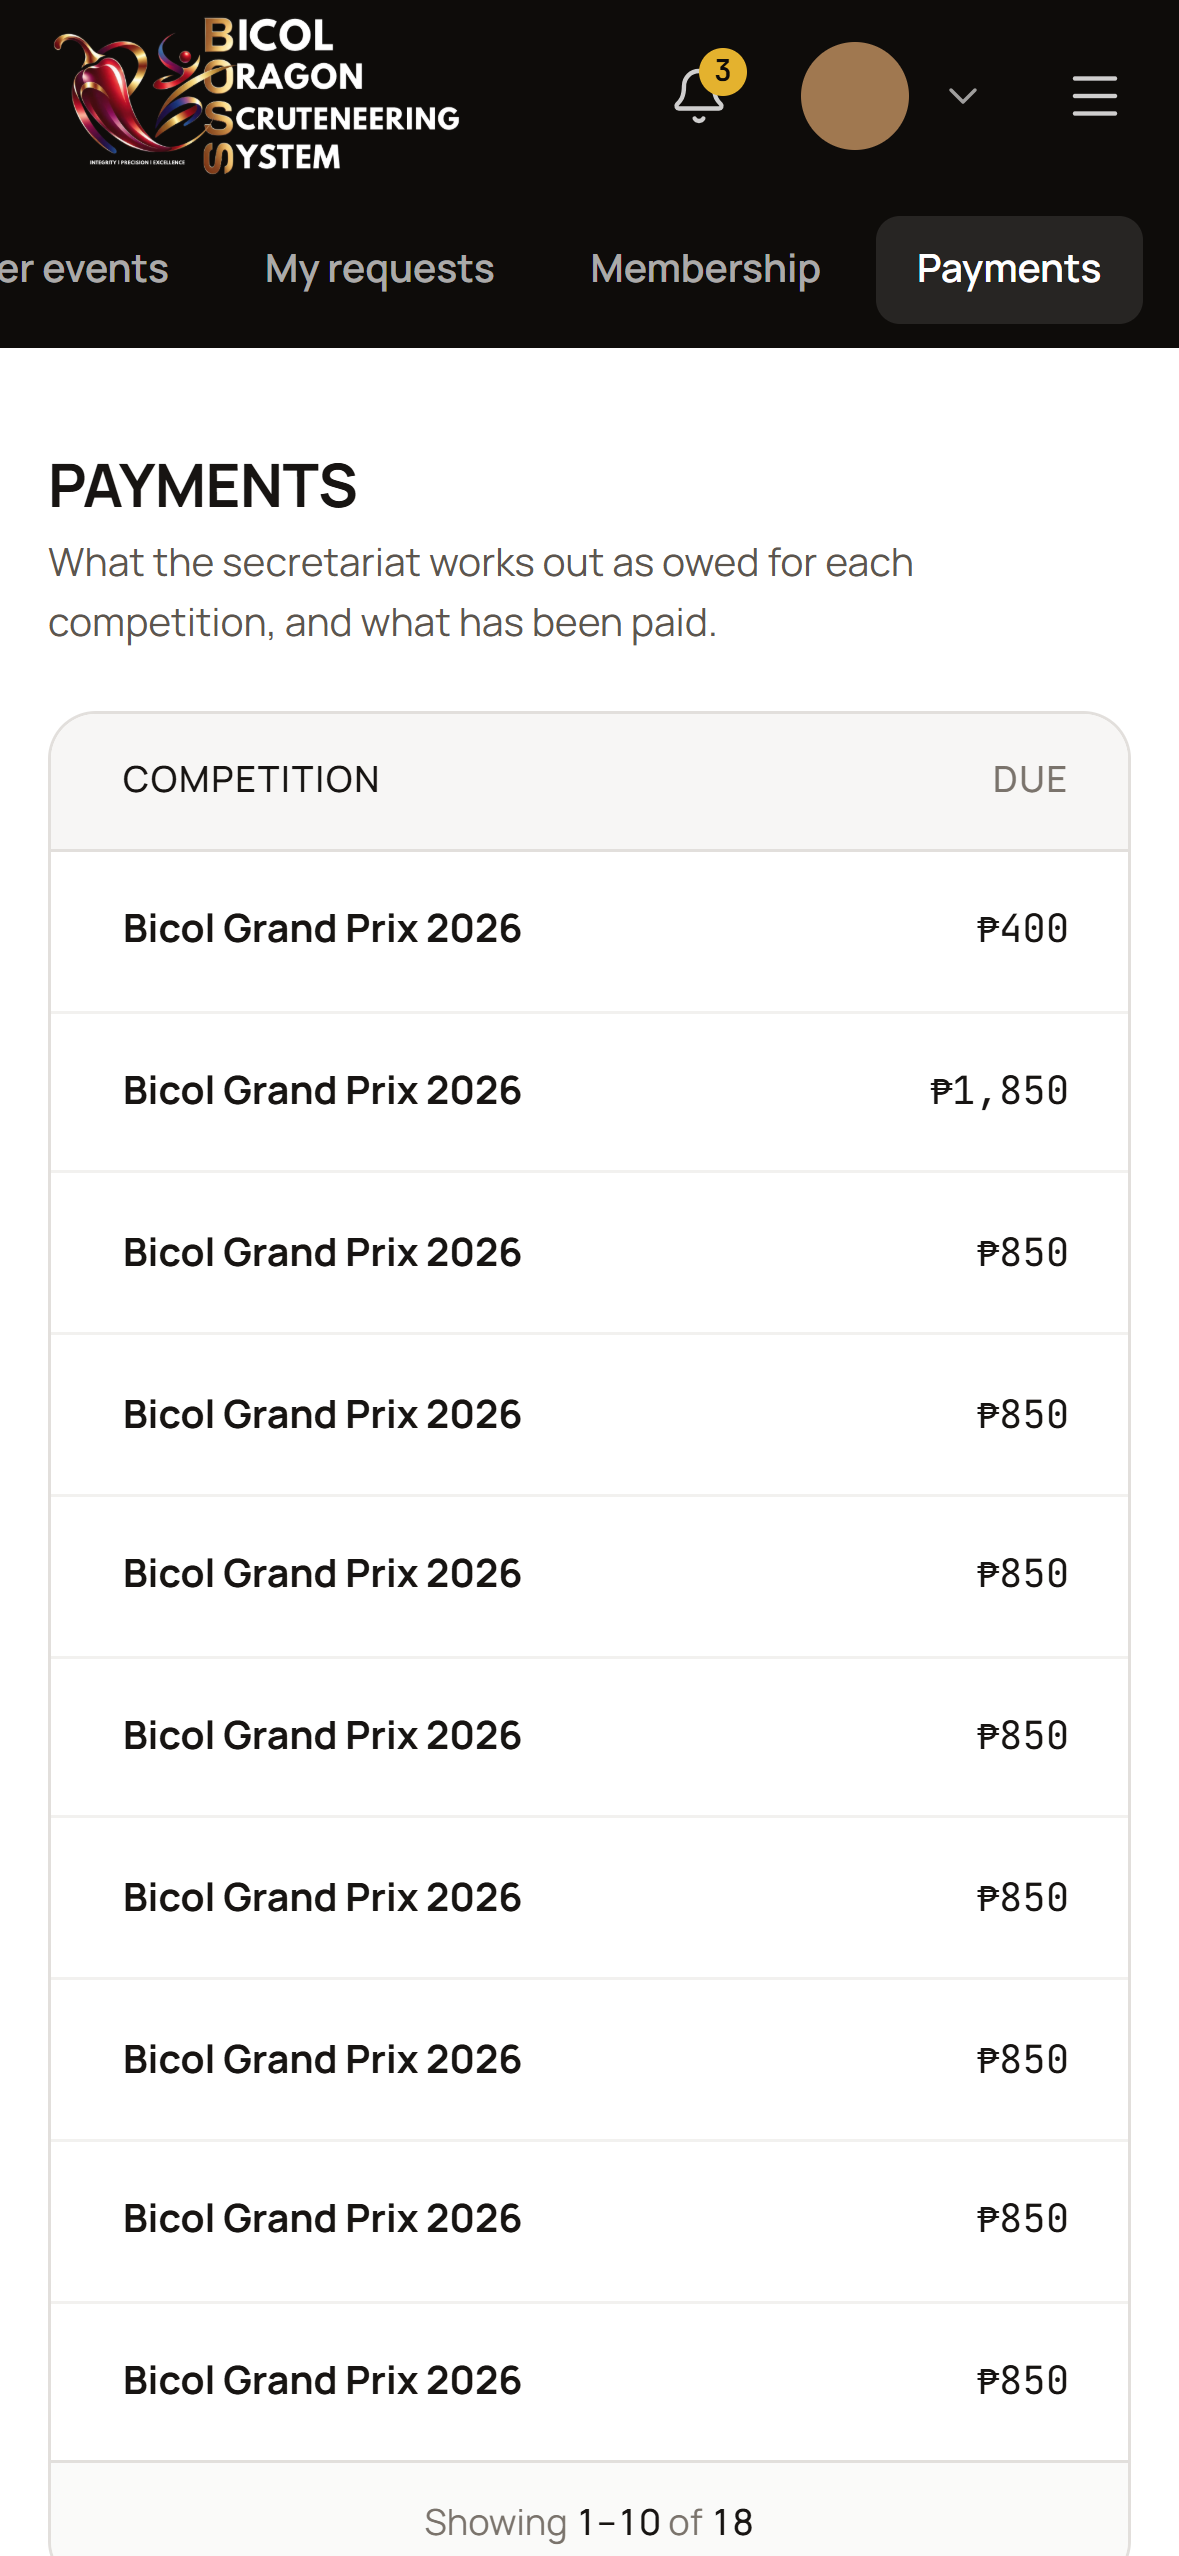 BICOL
ORAGON
SCRUTENEERING
SYSTEM
INTEGRITY | PRECISION | EXCELLENCE
3
er events
My requests
Membership
Payments
PAYMENTS
What the secretariat works out as owed for each
competition, and what has been paid.
COMPETITION DUE
Bicol Grand Prix 2026 ₱400
Bicol Grand Prix 2026 ₱1,850
Bicol Grand Prix 2026 ₱850
Bicol Grand Prix 2026 ₱850
Bicol Grand Prix 2026 ₱850
Bicol Grand Prix 2026 ₱850
Bicol Grand Prix 2026 ₱850
Bicol Grand Prix 2026 ₱850
Bicol Grand Prix 2026 ₱850
Bicol Grand Prix 2026 ₱850
Showing 1–10 of 18